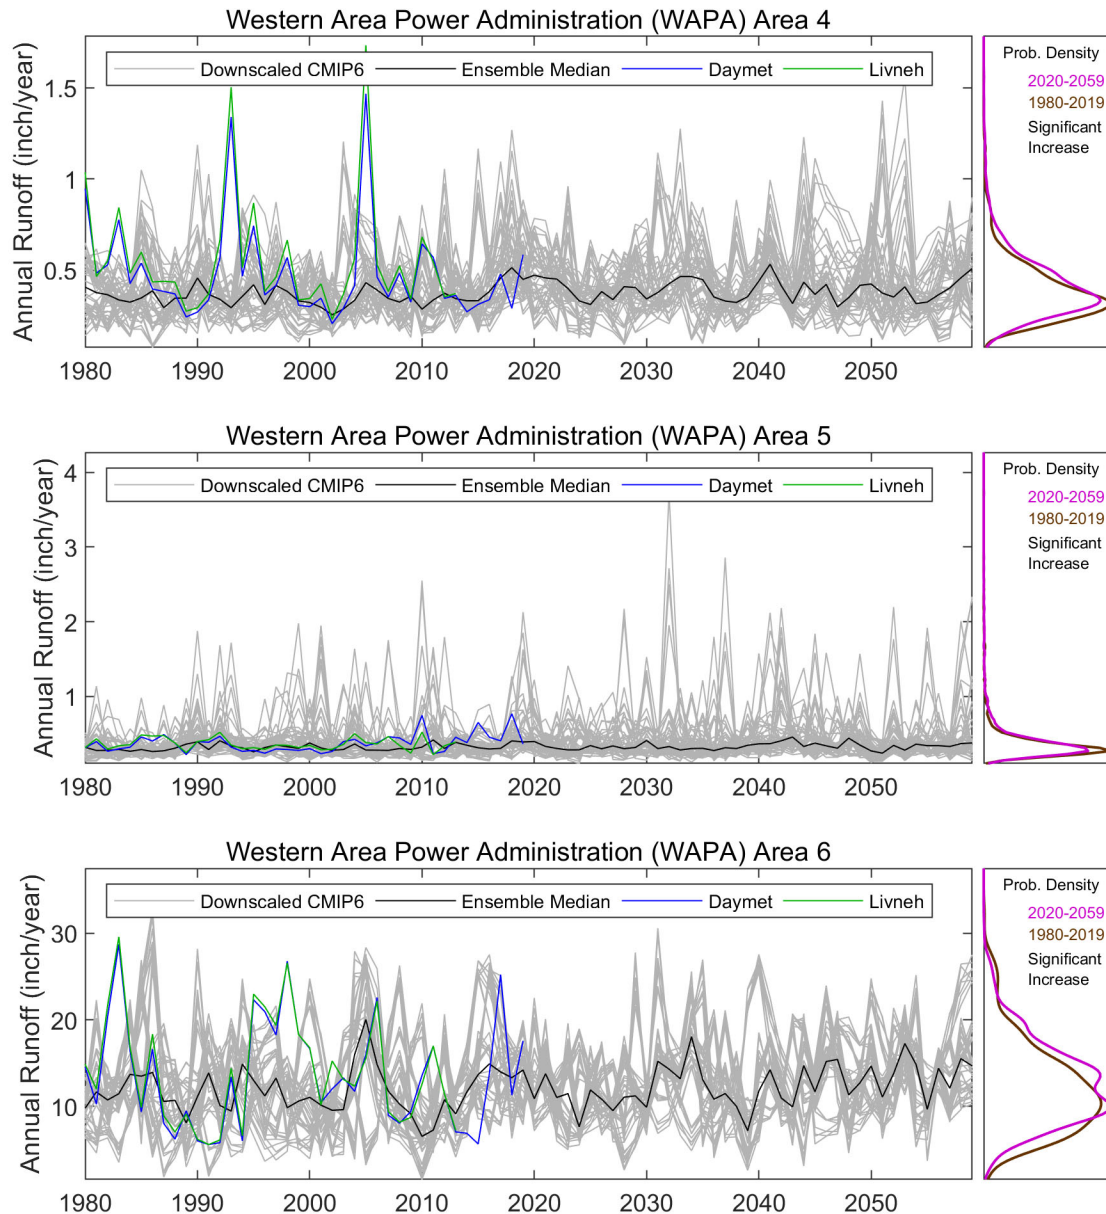 Western Area Power Administration (WAPA) Area 4
Annual Runoff (inch/year)
1.5
1
0.5
Downscaled CMIP6 Ensemble Median Daymet Livneh
1980 1990 2000 2010 2020 2030 2040 2050
Prob. Density
2020-2059
1980-2019
Significant
Increase
Western Area Power Administration (WAPA) Area 5
Annual Runoff (inch/year)
4
3
2
1
Downscaled CMIP6 Ensemble Median Daymet Livneh
1980 1990 2000 2010 2020 2030 2040 2050
Prob. Density
2020-2059
1980-2019
Significant
Increase
Western Area Power Administration (WAPA) Area 6
Annual Runoff (inch/year)
30
20
10
Downscaled CMIP6 Ensemble Median Daymet Livneh
1980 1990 2000 2010 2020 2030 2040 2050
Prob. Density
2020-2059
1980-2019
Significant
Increase